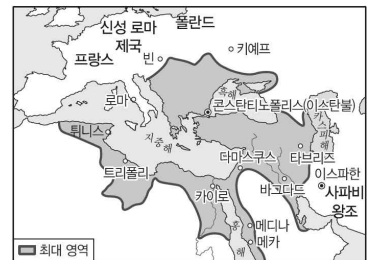 신성 로마
제국
폴란드
키예프
프랑스
빈
로마
흑해
콘스탄티노폴리스(이스탄불)
카스피해
튀니스
지중해
다마스쿠스
타브리즈
트리폴리
이스파한
카이로
바그다드
사파비
왕조
홍해
메디나
메카
최대 영역